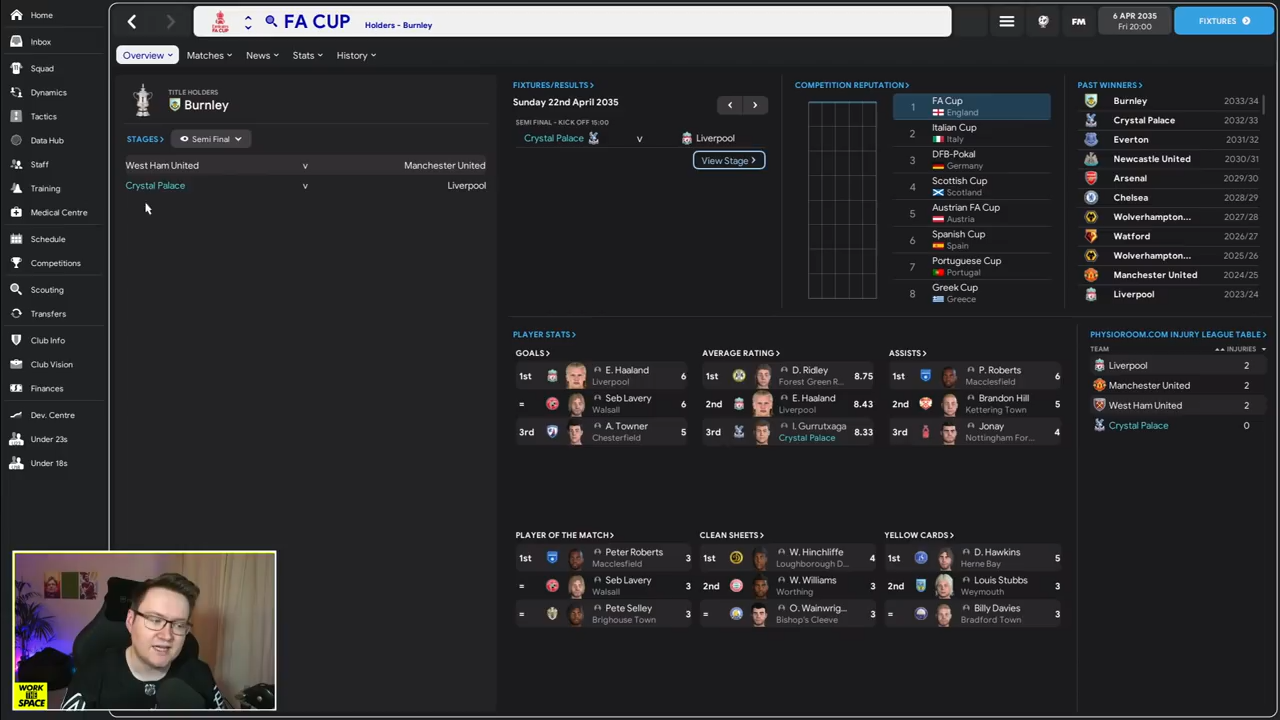 Home
Inbox
Squad
Dynamics
Tactics
Data Hub
Staff
Training
Medical Centre
Schedule
Competitions
Scouting
Transfers
Club Info
Club Vision
Finances
Dev. Centre
Under 23s
Under 18s
FA CUP
Holders - Burnley
FM
6 APR 2035
Fri 20:00
FIXTURES
Overview
Matches
News
Stats
History
TITLE HOLDERS
Burnley
STAGES
Semi Final
West Ham United v Manchester United
Crystal Palace v Liverpool
FIXTURES/RESULTS
Sunday 22nd April 2035
SEMI FINAL - KICK OFF 15:00
Crystal Palace v Liverpool
View Stage
COMPETITION REPUTATION
1 FA Cup
England
2 Italian Cup
Italy
3 DFB-Pokal
Germany
4 Scottish Cup
Scotland
5 Austrian FA Cup
Austria
6 Spanish Cup
Spain
7 Portuguese Cup
Portugal
8 Greek Cup
Greece
PAST WINNERS
Burnley 2033/34
Crystal Palace 2032/33
Everton 2031/32
Newcastle United 2030/31
Arsenal 2029/30
Chelsea 2028/29
Wolverhampton... 2027/28
Watford 2026/27
Wolverhampton... 2025/26
Manchester United 2024/25
Liverpool 2023/24
PLAYER STATS
GOALS
1st E. Haaland 6
Liverpool
= Seb Lavery 6
Walsall
3rd A. Towner 5
Chesterfield
AVERAGE RATING
1st D. Ridley 8.75
Forest Green R...
2nd E. Haaland 8.43
Liverpool
3rd I. Gurrutxaga 8.33
Crystal Palace
ASSISTS
1st P. Roberts 6
Macclesfield
2nd Brandon Hill 5
Kettering Town
3rd Jonay 4
Nottingham For...
PLAYER OF THE MATCH
1st Peter Roberts 3
Macclesfield
= Seb Lavery 3
Walsall
= Pete Selley 3
Brighouse Town
CLEAN SHEETS
1st W. Hinchliffe 4
Loughborough D...
2nd W. Williams 3
Worthing
= O. Wainwrig... 3
Bishop's Cleeve
YELLOW CARDS
1st D. Hawkins 5
Herne Bay
2nd Louis Stubbs 4
Weymouth
= Billy Davies 4
Bradford Town
PHYSIOROOM.COM INJURY LEAGUE TABLE
TEAM INJURIES
Liverpool 2
Manchester United 2
West Ham United 2
Crystal Palace 0
WORK
THE
SPACE